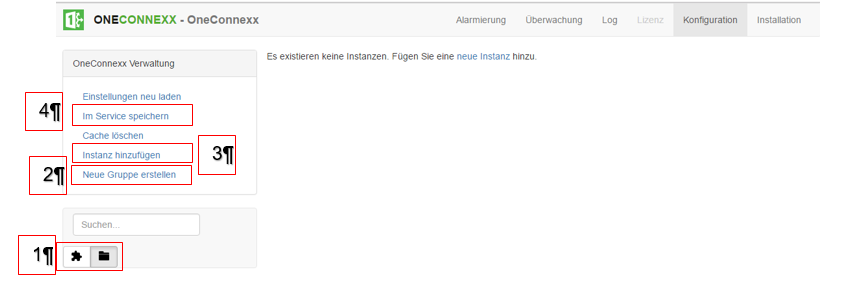 ONECONNEXX - OneConnexx
Alarmierung Überwachung Log Lizenz Konfiguration Installation
OneConnexx Verwaltung
Es existieren keine Instanzen. Fügen Sie eine neue Instanz hinzu.
Einstellungen neu laden
4¶ Im Service speichern
Cache löschen
Instanz hinzufügen 3¶
2¶ Neue Gruppe erstellen
Suchen...
1¶